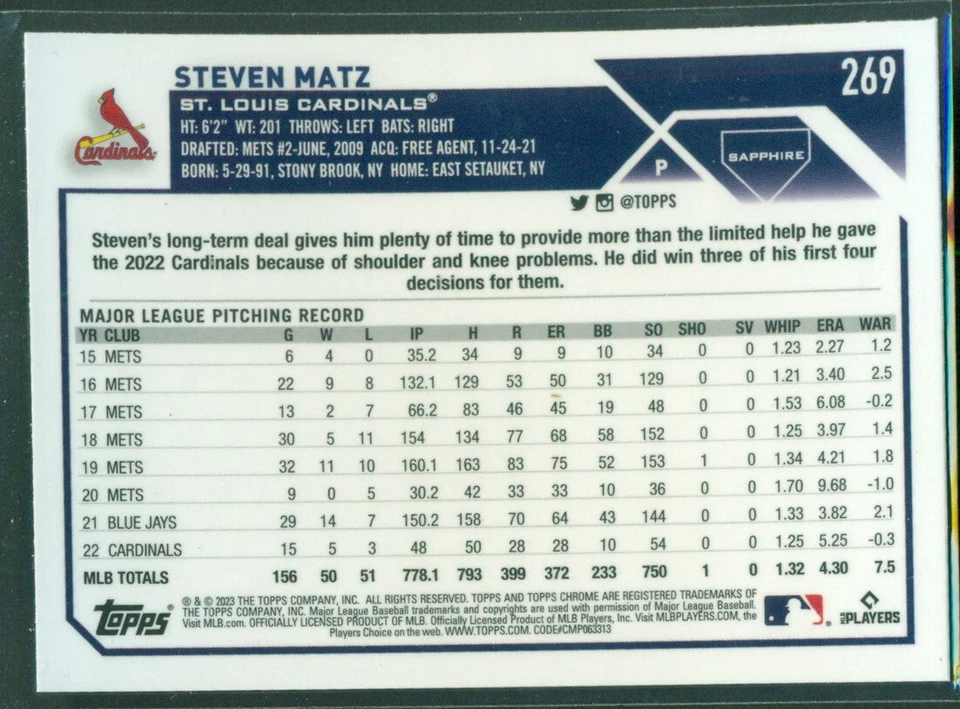 269
STEVEN MATZ
ST. LOUIS CARDINALS®
HT: 6'2" WT: 201 THROWS: LEFT BATS: RIGHT
DRAFTED: METS #2-JUNE, 2009 ACQ: FREE AGENT, 11-24-21
BORN: 5-29-91, STONY BROOK, NY HOME: EAST SETAUKET, NY
Cardinals
P
SAPPHIRE
@TOPPS
Steven's long-term deal gives him plenty of time to provide more than the limited help he gave
the 2022 Cardinals because of shoulder and knee problems. He did win three of his first four
decisions for them.
MAJOR LEAGUE PITCHING RECORD
YR CLUB G W L IP H R ER BB SO SHO SV WHIP ERA WAR
15 METS 6 4 0 35.2 34 9 9 10 34 0 0 1.23 2.27 1.2
16 METS 22 9 8 132.1 129 53 50 31 129 0 0 1.21 3.40 2.5
17 METS 13 2 7 66.2 83 46 45 19 48 0 0 1.53 6.08 -0.2
18 METS 30 5 11 154 134 77 68 58 152 0 0 1.25 3.97 1.4
19 METS 32 11 10 160.1 163 83 75 52 153 1 0 1.34 4.21 1.8
20 METS 9 0 5 30.2 42 33 33 10 36 0 0 1.70 9.68 -1.0
21 BLUE JAYS 29 14 7 150.2 158 70 64 43 144 0 0 1.33 3.82 2.1
22 CARDINALS 15 5 3 48 50 28 28 10 54 0 0 1.25 5.25 -0.3
MLB TOTALS 156 50 51 778.1 793 399 372 233 750 1 0 1.32 4.30 7.5
Topps®
® & © 2023 THE TOPPS COMPANY, INC. ALL RIGHTS RESERVED. TOPPS AND TOPPS CHROME ARE REGISTERED TRADEMARKS OF
THE TOPPS COMPANY, INC. Major League Baseball trademarks and copyrights are used with permission of Major League Baseball.
Visit MLB.com. OFFICIALLY LICENSED PRODUCT OF MLB. Officially Licensed Product of MLB Players, Inc. Visit MLBPLAYERS.COM, the
Players Choice on the web. WWW.TOPPS.COM. CODE#CMP063313
MLB PLAYERS